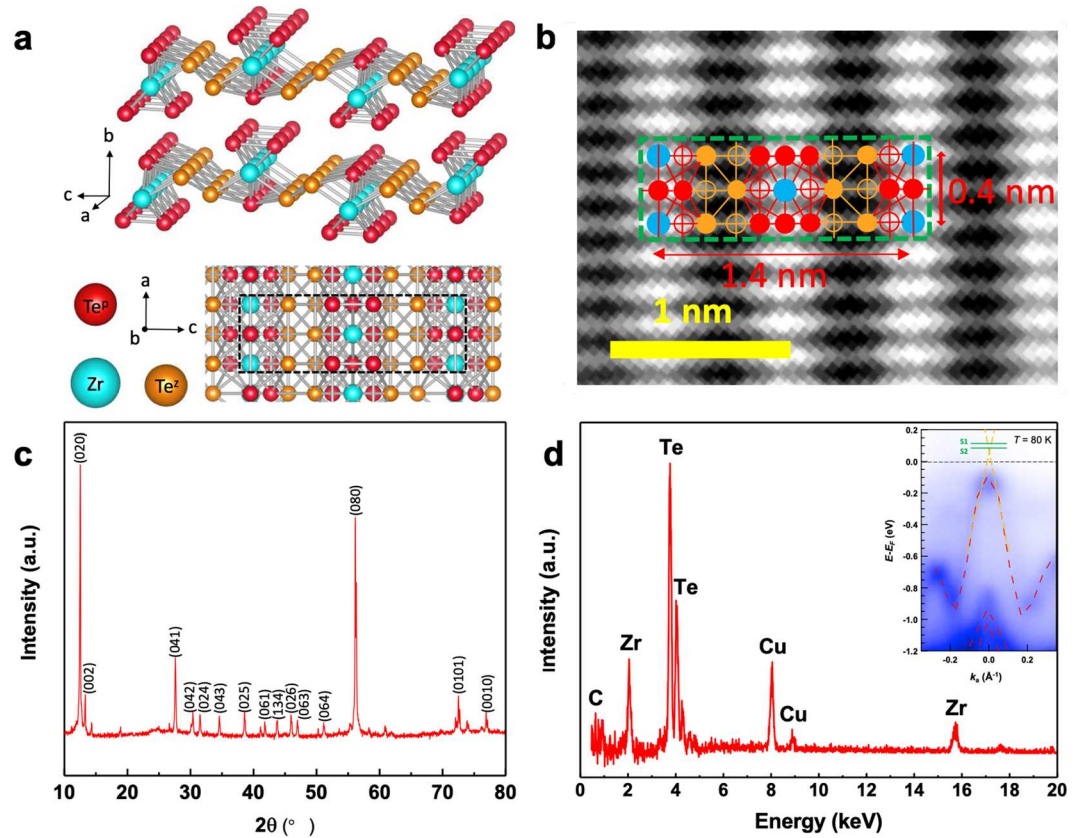 a
b
c
a
Te^p
a
b
c
Zr
Te^z
b
0.4 nm
1.4 nm
1 nm
c
Intensity (a.u.)
(020)
(002)
(041)
(042)
(024)
(043)
(025)
(061)
(134)
(026)
(063)
(064)
(080)
(0101)
(0010)
10 20 30 40 50 60 70 80
2θ (°)
d
Intensity (a.u.)
C
Zr
Te
Te
Cu
Cu
Zr
0 2 4 6 8 10 12 14 16 18 20
Energy (keV)
S1
S2
T = 80 K
E-E_F (eV)
0.2
0.0
-0.2
-0.4
-0.6
-0.8
-1.0
-1.2
-0.2 0.0 0.2
k_a (Å⁻¹)